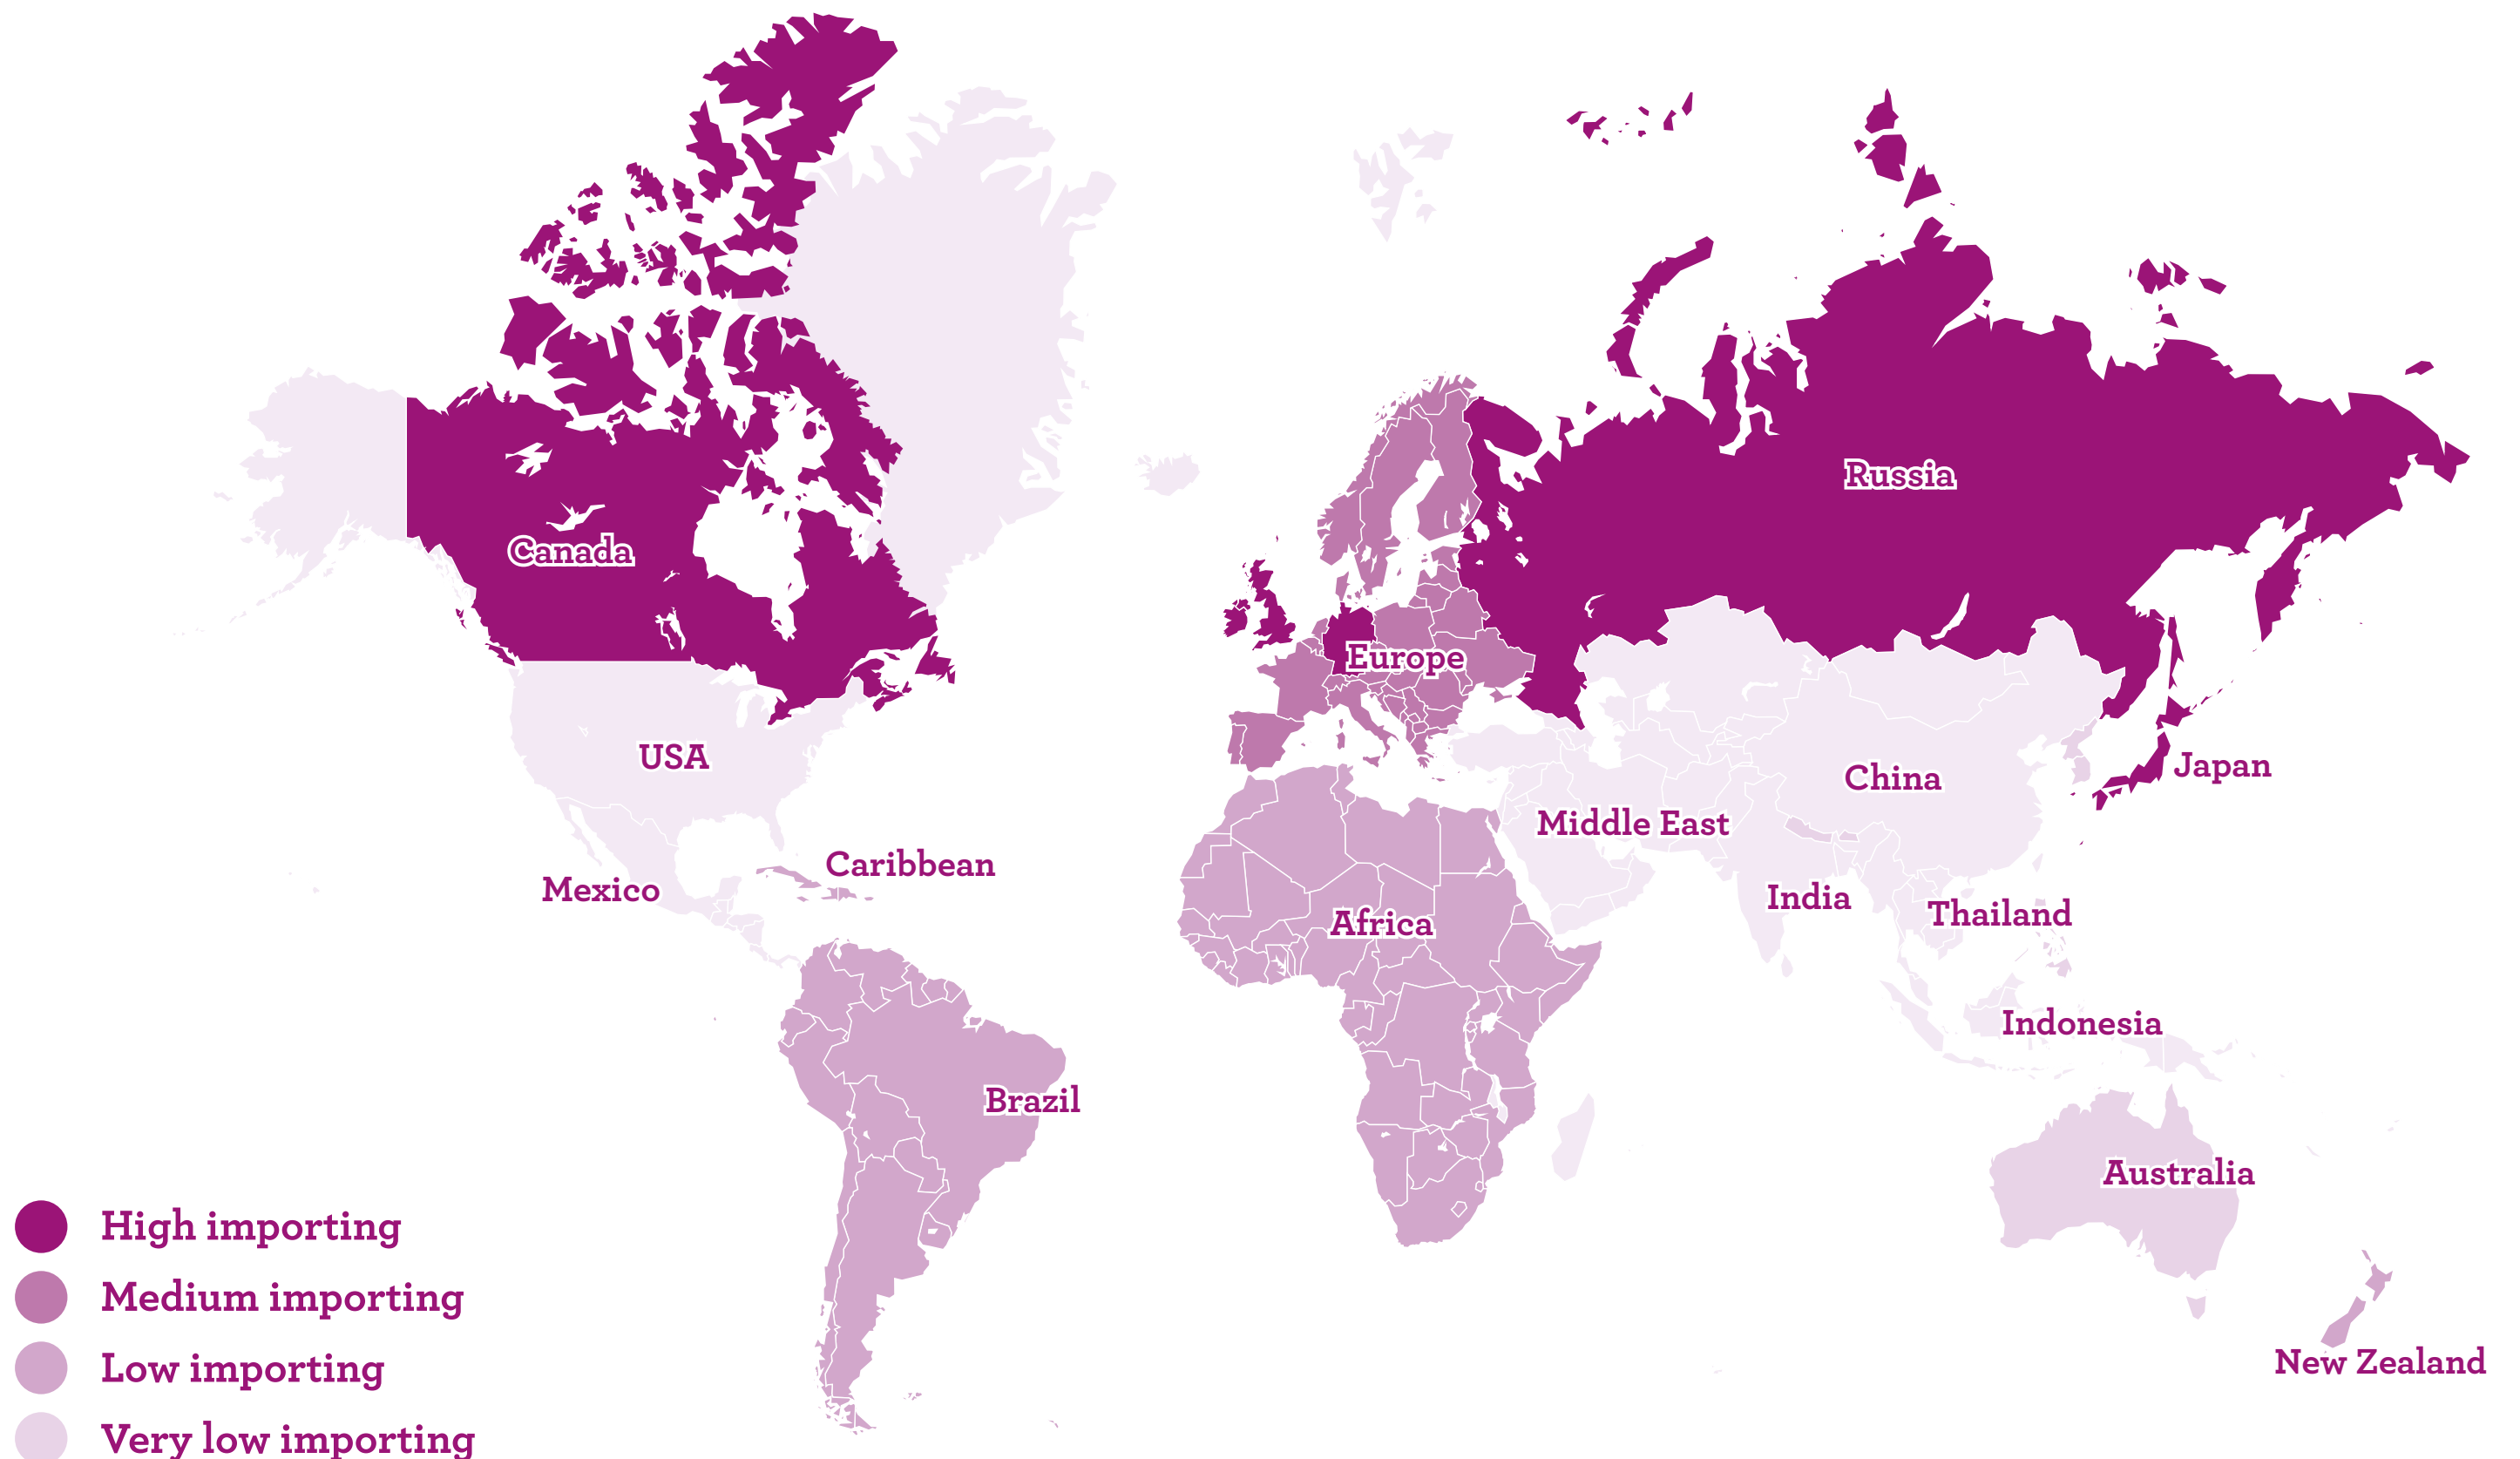 Russia
Canada
Europe
USA
Japan
China
Middle East
Caribbean
Mexico
India
Thailand
Africa
Indonesia
Brazil
Australia
High importing
Medium importing
New Zealand
Low importing
Very low importing